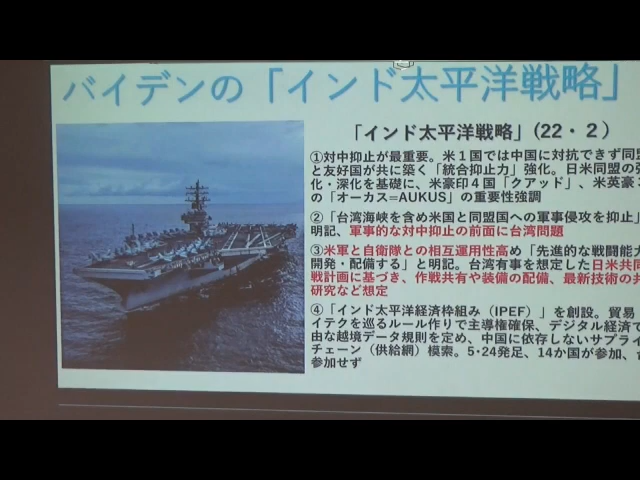 バイデンの「インド太平洋戦略」
「インド太平洋戦略」(22・2)
①対中抑止が最重要。米1国では中国に対抗できず同盟
と友好国が共に築く「統合抑止力」強化。日米同盟の強
化・深化を基礎に、米豪印4国「クアッド」、米英豪3
の「オーカス=AUKUS」の重要性強調
②「台湾海峡を含め米国と同盟国への軍事侵攻を抑止」
明記、軍事的な対中抑止の前面に台湾問題
③米軍と自衛隊との相互運用性高め「先進的な戦闘能力
開発・配備する」と明記。台湾有事を想定した日米共同
戦計画に基づき、作戦共有や装備の配備、最新技術の共
研究など想定
④「インド太平洋経済枠組み(IPEF)」を創設。貿易
イテクを巡るルール作りで主導権確保、デジタル経済で
由な越境データ規則を定め、中国に依存しないサプライ
チェーン(供給網)模索。5・24発足、14か国が参加、
参加せず